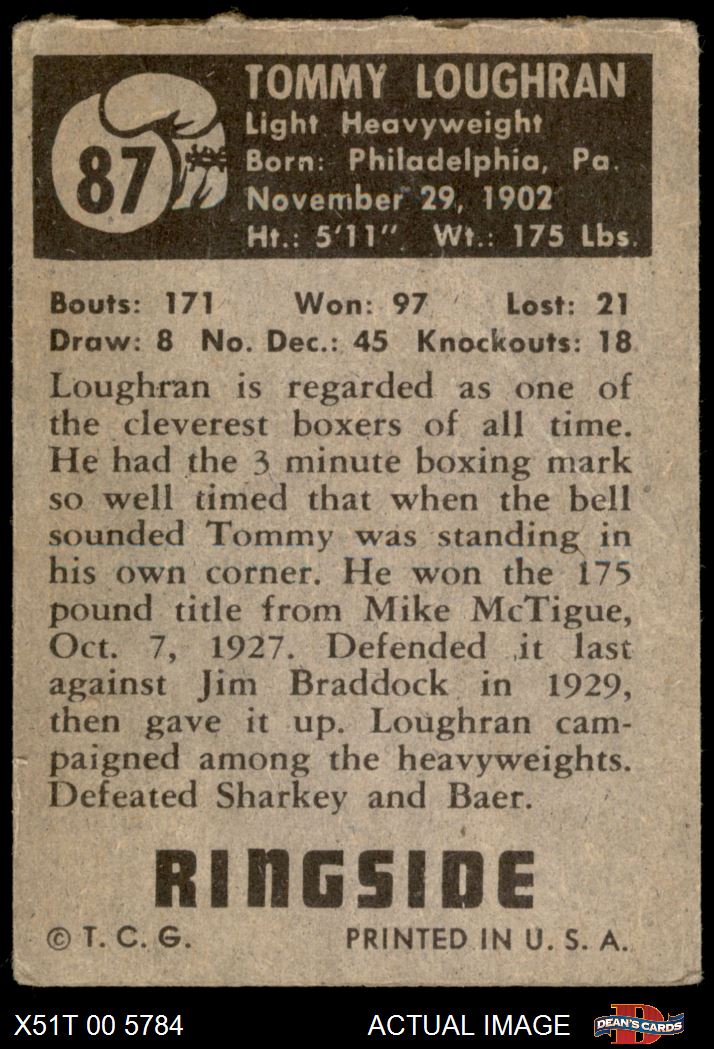 87
TOMMY LOUGHRAN
Light Heavyweight
Born: Philadelphia, Pa.
November 29, 1902
Ht.: 5'11" Wt.: 175 Lbs.
Bouts: 171 Won: 97 Lost: 21
Draw: 8 No. Dec.: 45 Knockouts: 18
Loughran is regarded as one of
the cleverest boxers of all time.
He had the 3 minute boxing mark
so well timed that when the bell
sounded Tommy was standing in
his own corner. He won the 175
pound title from Mike McTigue,
Oct. 7, 1927. Defended it last
against Jim Braddock in 1929,
then gave it up. Loughran cam-
paigned among the heavyweights.
Defeated Sharkey and Baer.
RINGSIDE
© T. C. G. PRINTED IN U. S. A.
X51T 00 5784 ACTUAL IMAGE D DEAN'S CARDS